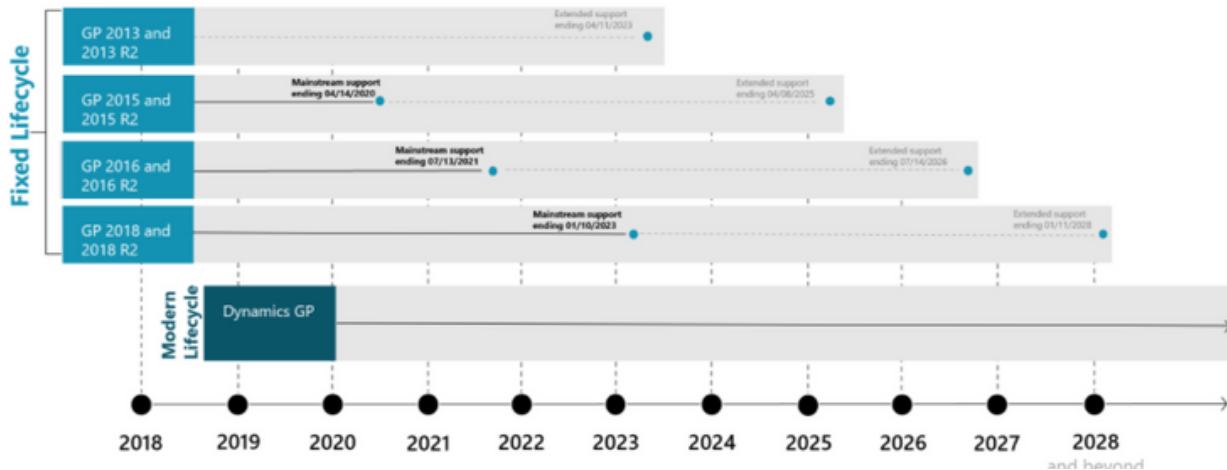 Fixed Lifecycle
GP 2013 and
2013 R2
Extended support
ending 04/11/2023
GP 2015 and
2015 R2
Mainstream support
ending 04/14/2020
Extended support
ending 04/08/2025
GP 2016 and
2016 R2
Mainstream support
ending 07/13/2021
Extended support
ending 07/14/2026
GP 2018 and
2018 R2
Mainstream support
ending 01/10/2023
Extended support
ending 01/11/2028
Modern
Lifecycle
Dynamics GP
2018 2019 2020 2021 2022 2023 2024 2025 2026 2027 2028
and beyond